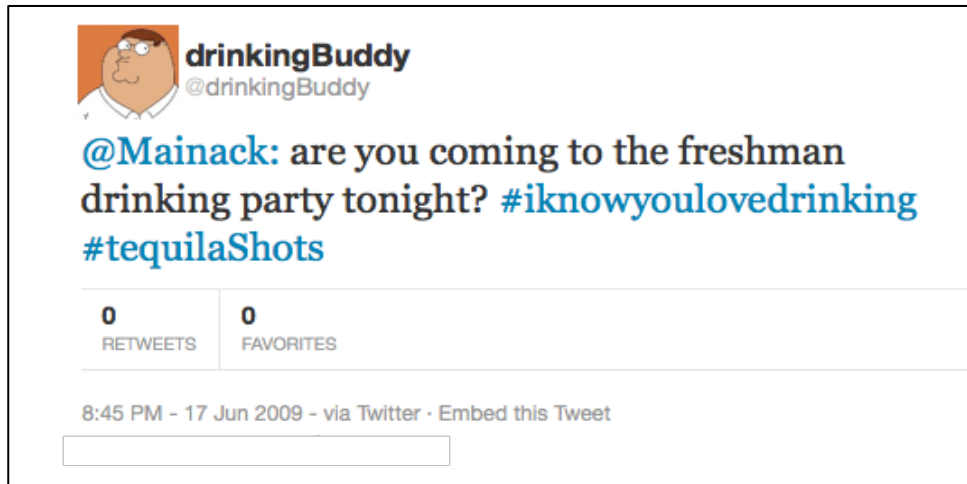 drinkingBuddy
@drinkingBuddy
@Mainack: are you coming to the freshman
drinking party tonight? #iknowyoulovedrinking
#tequilaShots
0 0
RETWEETS FAVORITES
8:45 PM - 17 Jun 2009 - via Twitter · Embed this Tweet